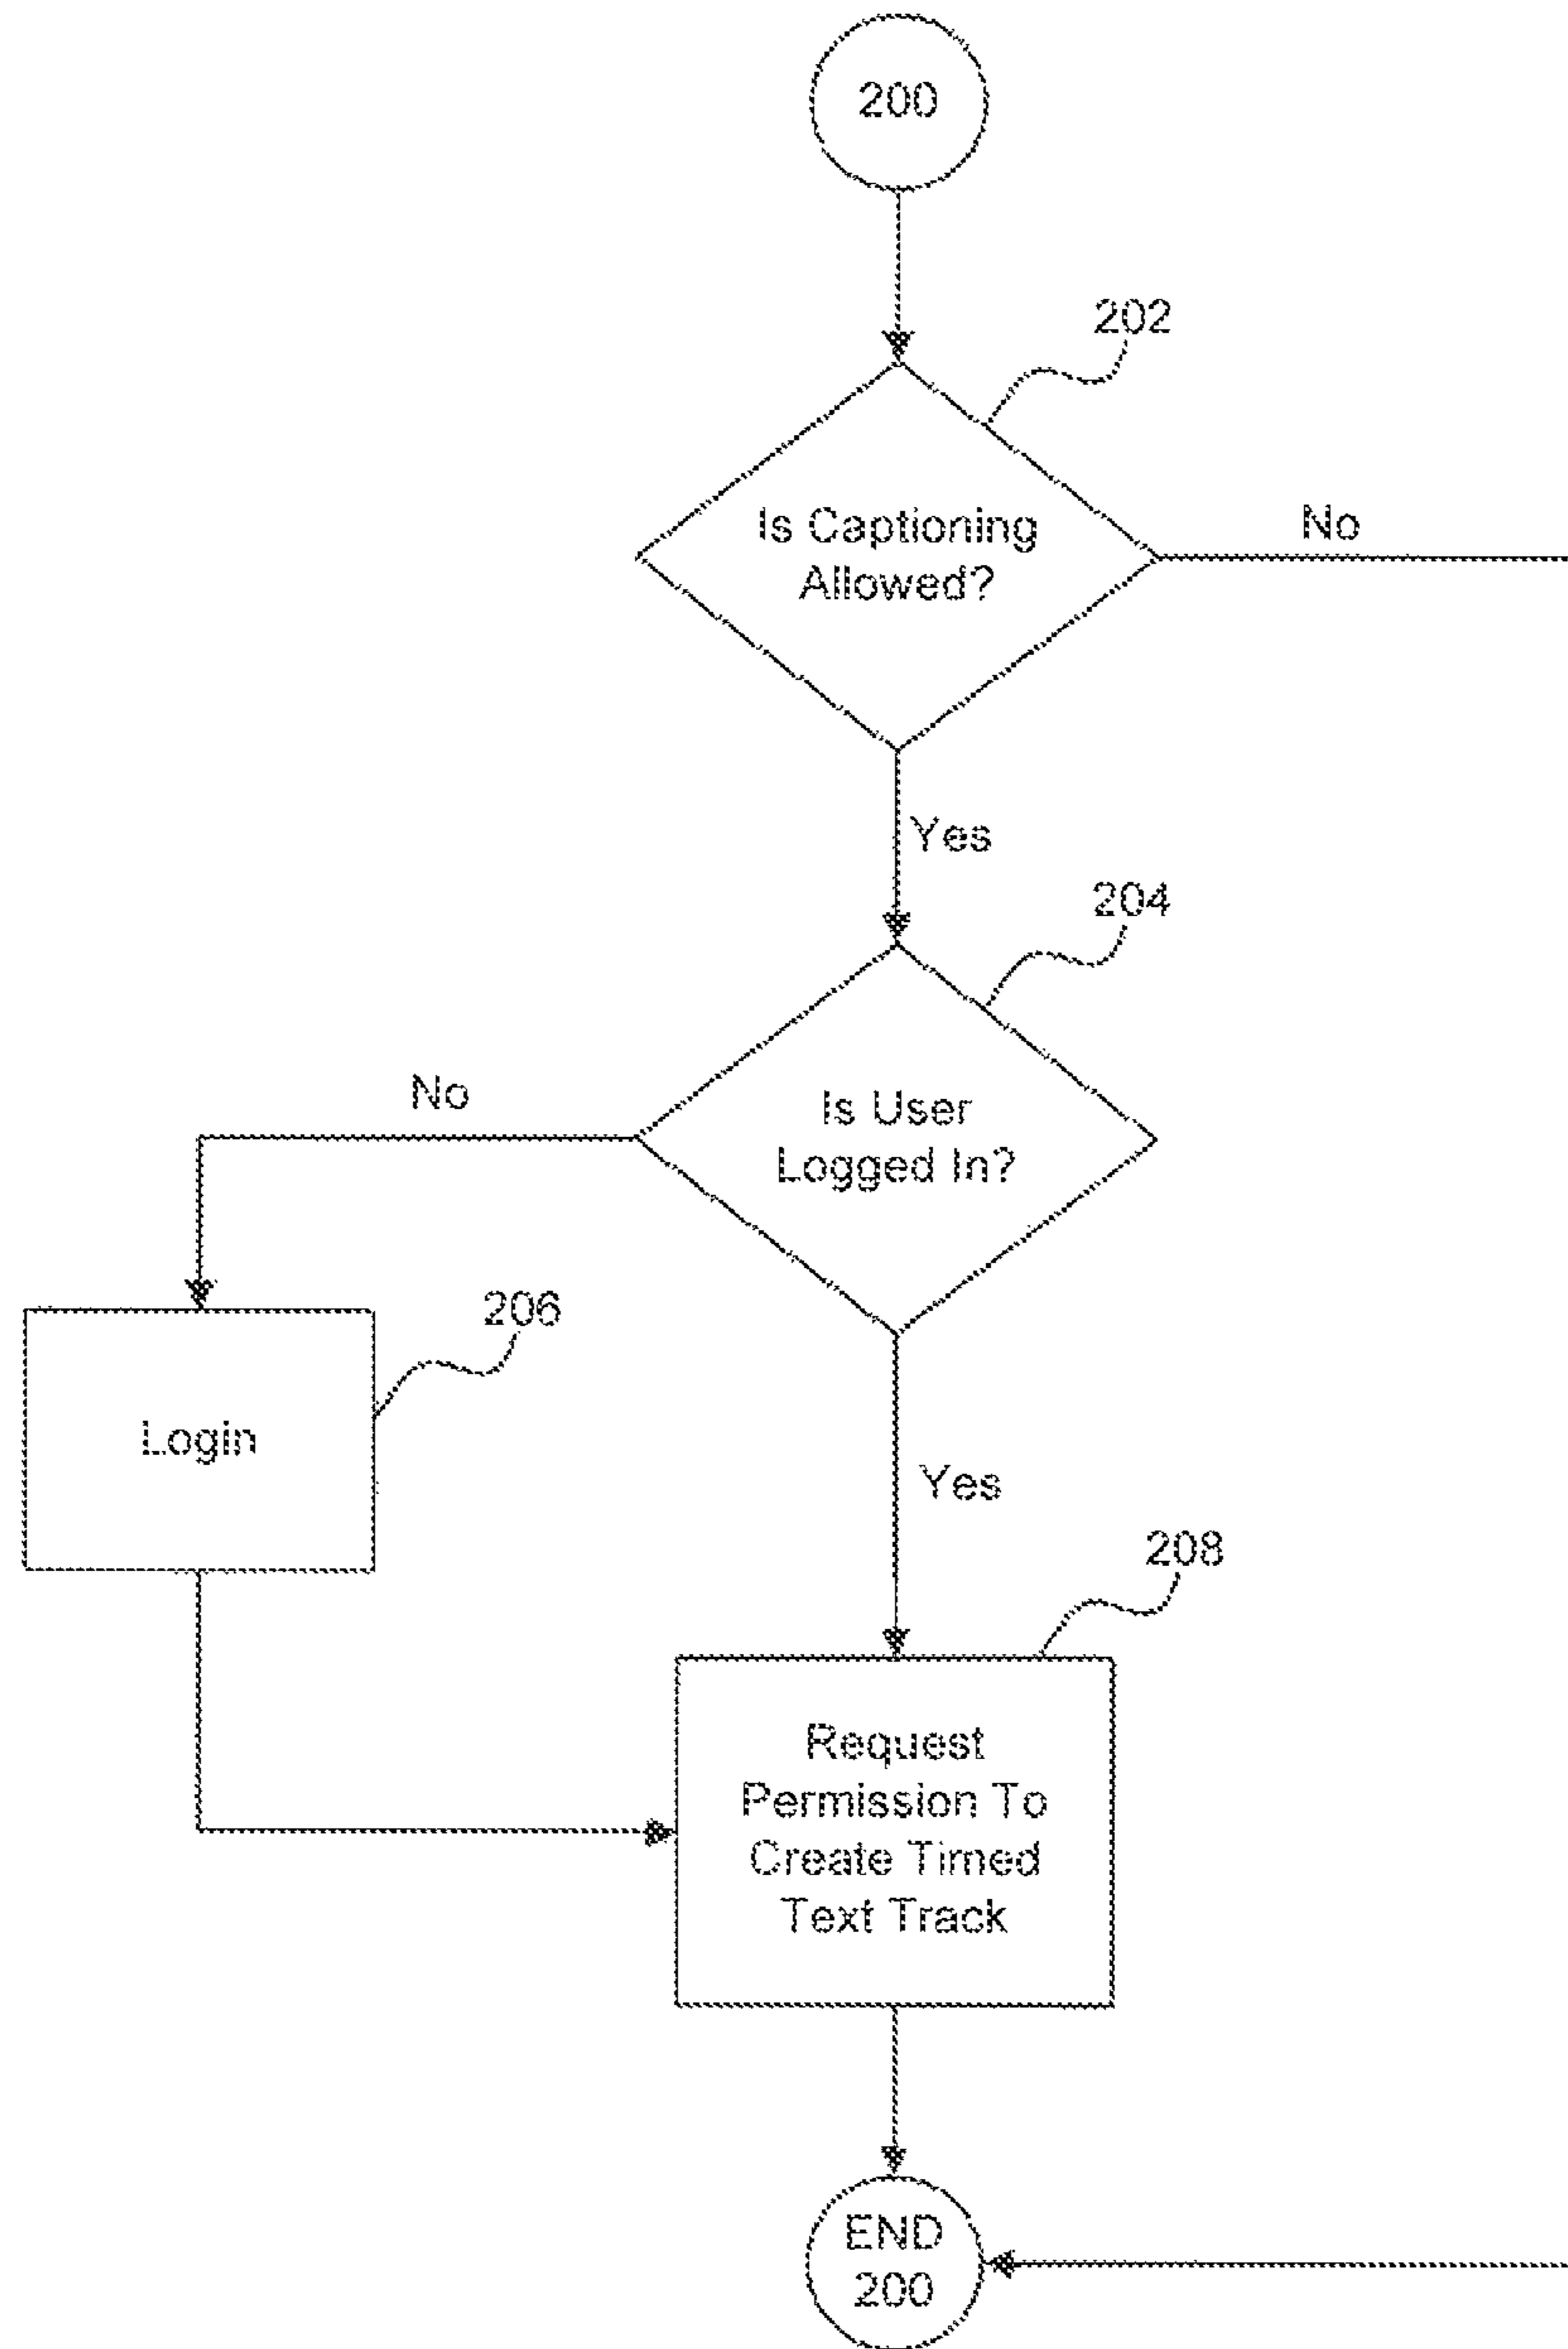 200
202
Is Captioning
Allowed?
No
Yes
204
Is User
Logged In?
No
206
Login
Yes
208
Request
Permission To
Create Timed
Text Track
END
200